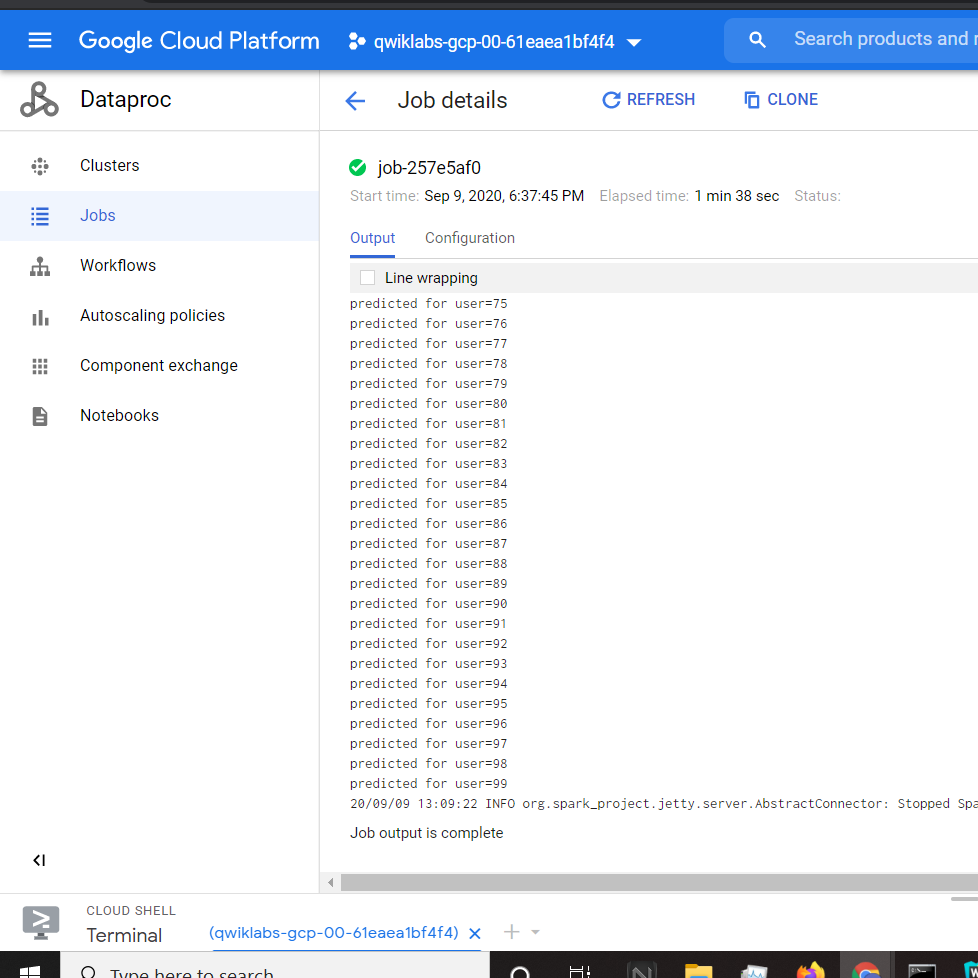 Google Cloud Platform
qwiklabs-gcp-00-61eaea1bf4f4
Search products and
Dataproc
Job details
REFRESH
CLONE
Clusters
Jobs
Workflows
Autoscaling policies
Component exchange
Notebooks
job-257e5af0
Start time: Sep 9, 2020, 6:37:45 PM Elapsed time: 1 min 38 sec Status:
Output Configuration
Line wrapping
predicted for user=75
predicted for user=76
predicted for user=77
predicted for user=78
predicted for user=79
predicted for user=80
predicted for user=81
predicted for user=82
predicted for user=83
predicted for user=84
predicted for user=85
predicted for user=86
predicted for user=87
predicted for user=88
predicted for user=89
predicted for user=90
predicted for user=91
predicted for user=92
predicted for user=93
predicted for user=94
predicted for user=95
predicted for user=96
predicted for user=97
predicted for user=98
predicted for user=99
20/09/09 13:09:22 INFO org.spark_project.jetty.server.AbstractConnector: Stopped Spa
Job output is complete
CLOUD SHELL
Terminal
(qwiklabs-gcp-00-61eaea1bf4f4)
Type here to search